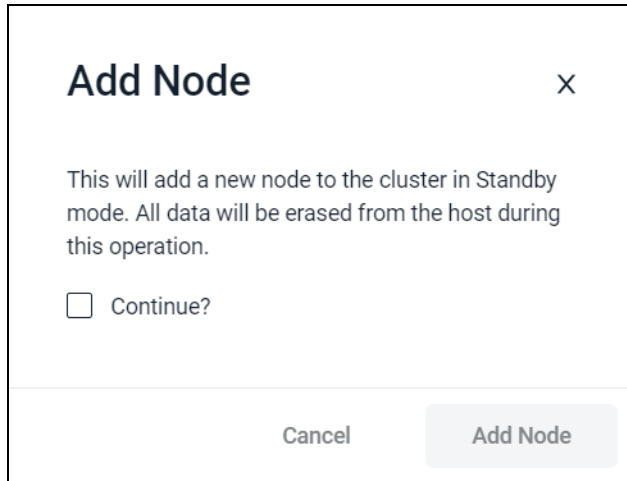 Add Node
X
This will add a new node to the cluster in Standby
mode. All data will be erased from the host during
this operation.
Continue?
Cancel
Add Node